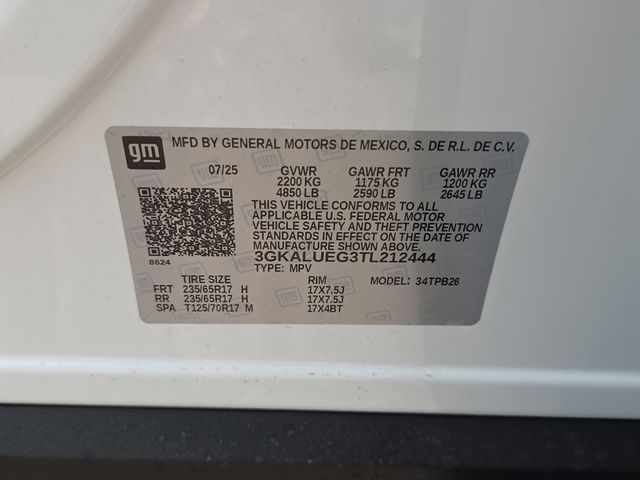 gm MFD BY GENERAL MOTORS DE MEXICO, S. DE R.L. DE C.V.
07/25 GVWR GAWR FRT GAWR RR
2200 KG 1175 KG 1200 KG
4850 LB 2590 LB 2645 LB
THIS VEHICLE CONFORMS TO ALL
APPLICABLE U.S. FEDERAL MOTOR
VEHICLE SAFETY AND THEFT PREVENTION
STANDARDS IN EFFECT ON THE DATE OF
MANUFACTURE SHOWN ABOVE.
8624 3GKALUEG3TL212444
TYPE: MPV
TIRE SIZE RIM MODEL: 34TPB26
FRT 235/65R17 H 17X7.5J
RR 235/65R17 H 17X7.5J
SPA T125/70R17 M 17X4BT